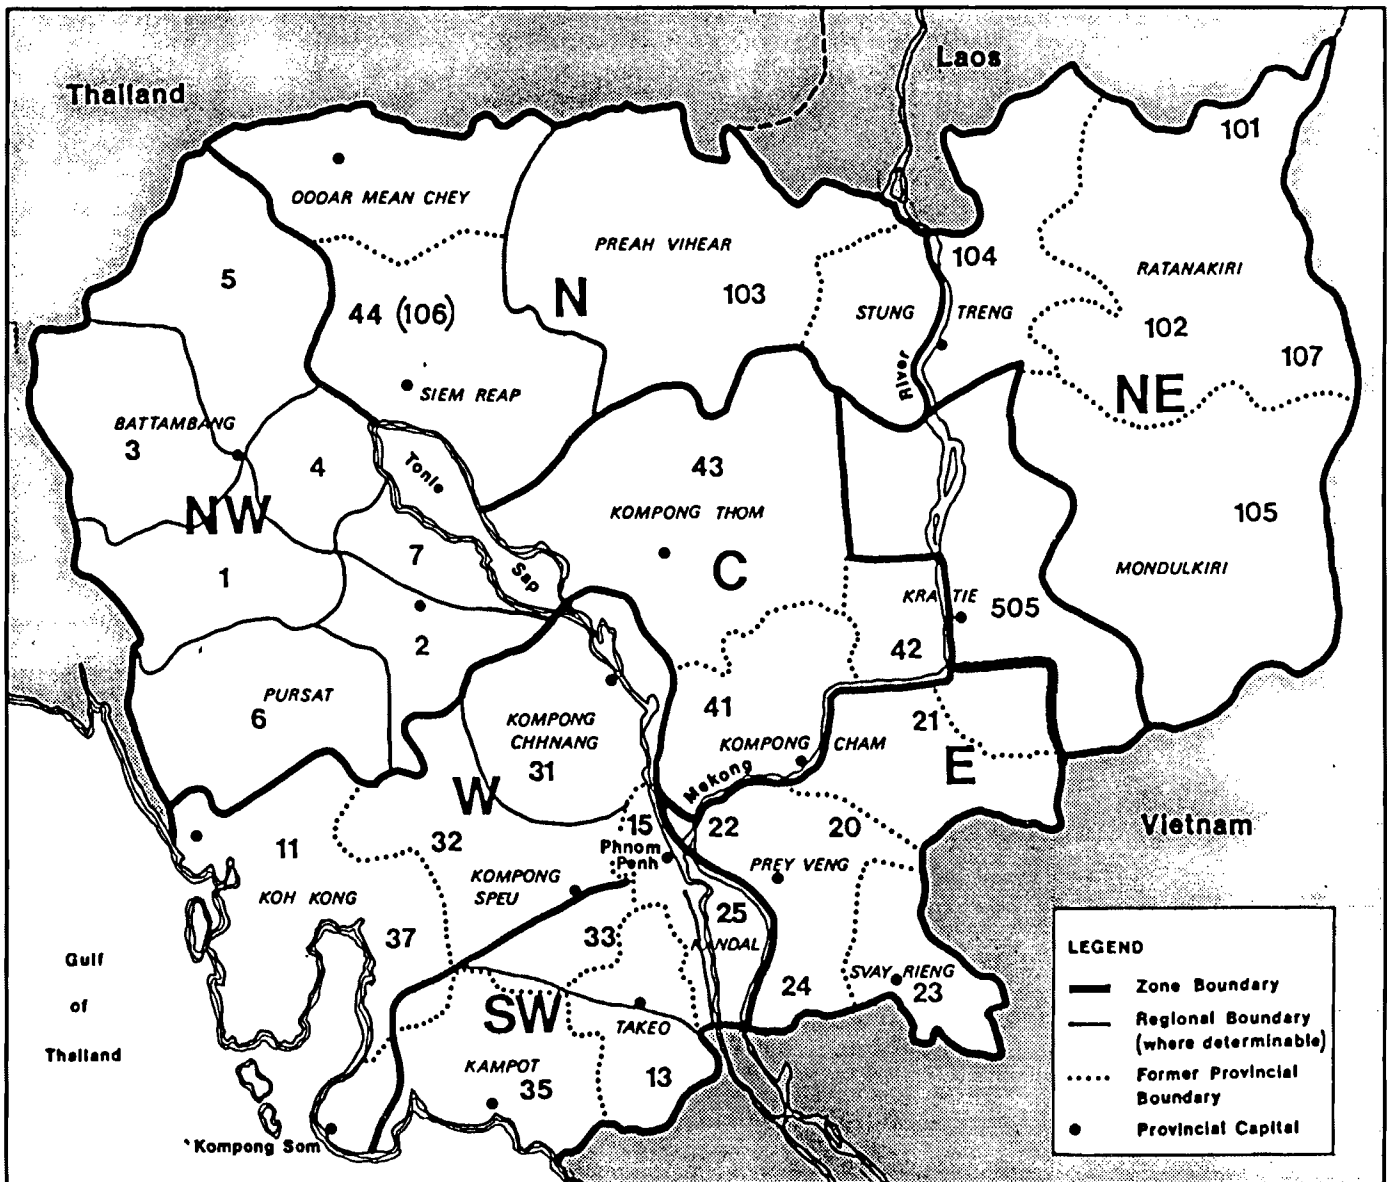 Laos
Thailand
101
OODAR MEAN CHEY
PREAH VIHEAR
104
RATANAKIRI
5
44 (106)
N
103
STUNG TRENG
102
107
River
SIEM REAP
NE
BATTAMBANG
3
4
Tonle
43
KOMPONG THOM
NW
105
7
Sap
C
MONDULKIRI
1
KRATIE
505
2
42
PURSAT
6
KOMPONG
CHHNANG
31
41
21
KOMPONG CHAM
E
W
Mekong
15
22
20
Vietnam
11
32
Phnom
Penh
PREY VENG
KOH KONG
KOMPONG
SPEU
25
KANDAL
37
33
SVAY RIENG
23
24
Gulf
of
Thailand
SW
TAKEO
KAMPOT
35
13
Kompong Som
LEGEND
Zone Boundary
Regional Boundary
(where determinable)
Former Provincial
Boundary
Provincial Capital